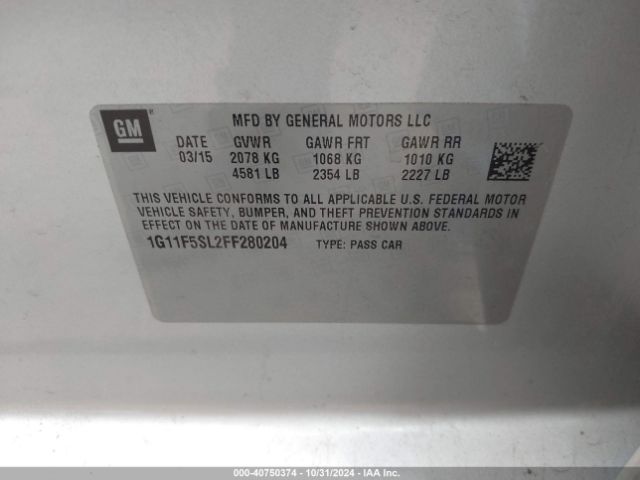 GM
MFD BY GENERAL MOTORS LLC
DATE GVWR GAWR FRT GAWR RR
03/15 2078 KG 1068 KG 1010 KG
4581 LB 2354 LB 2227 LB
THIS VEHICLE CONFORMS TO ALL APPLICABLE U.S. FEDERAL MOTOR
VEHICLE SAFETY, BUMPER, AND THEFT PREVENTION STANDARDS IN
EFFECT ON THE DATE OF MANUFACTURE SHOWN ABOVE.
1G11F5SL2FF280204 TYPE: PASS CAR
000-40750374 - 10/31/2024 - IAA Inc.